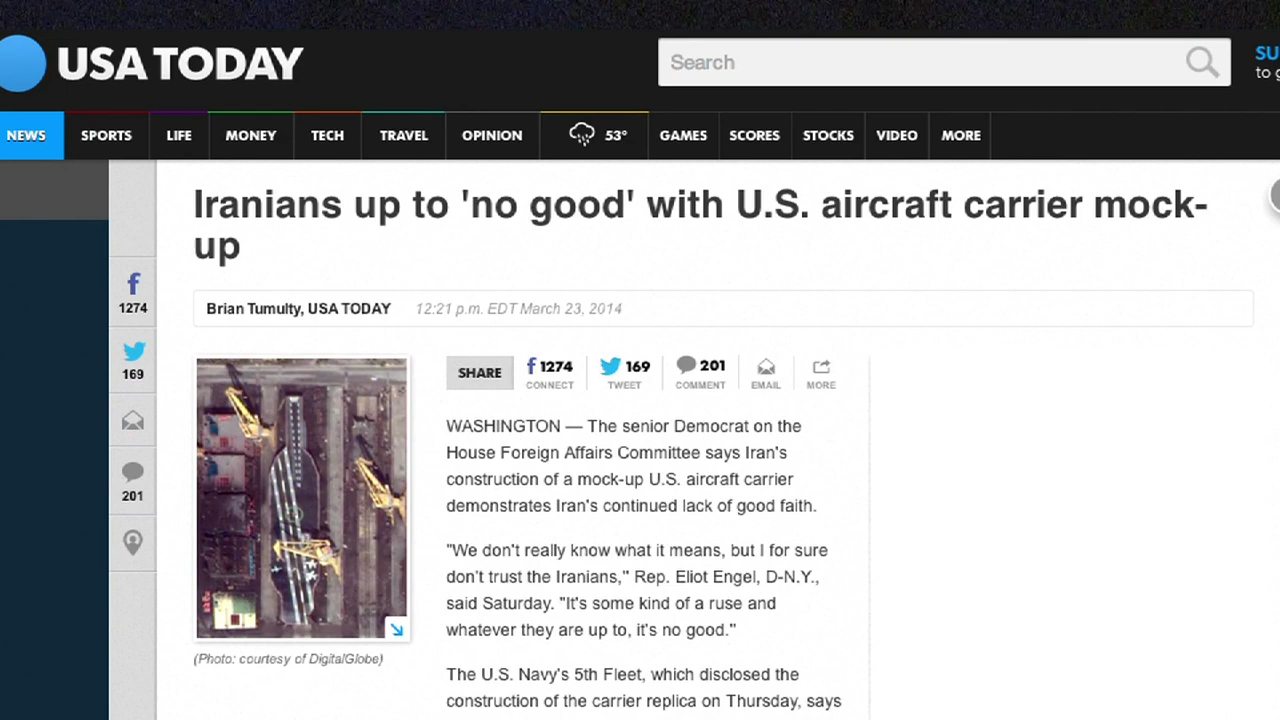 USA TODAY
Search
SU
to g
NEWS SPORTS LIFE MONEY TECH TRAVEL OPINION 53° GAMES SCORES STOCKS VIDEO MORE
Iranians up to 'no good' with U.S. aircraft carrier mock-
up
Brian Tumulty, USA TODAY 12:21 p.m. EDT March 23, 2014
f
1274
169
201
SHARE f 1274 CONNECT 169 TWEET 201 COMMENT EMAIL MORE
WASHINGTON — The senior Democrat on the
House Foreign Affairs Committee says Iran's
construction of a mock-up U.S. aircraft carrier
demonstrates Iran's continued lack of good faith.
"We don't really know what it means, but I for sure
don't trust the Iranians," Rep. Eliot Engel, D-N.Y.,
said Saturday. "It's some kind of a ruse and
whatever they are up to, it's no good."
The U.S. Navy's 5th Fleet, which disclosed the
construction of the carrier replica on Thursday, says
(Photo: courtesy of DigitalGlobe)